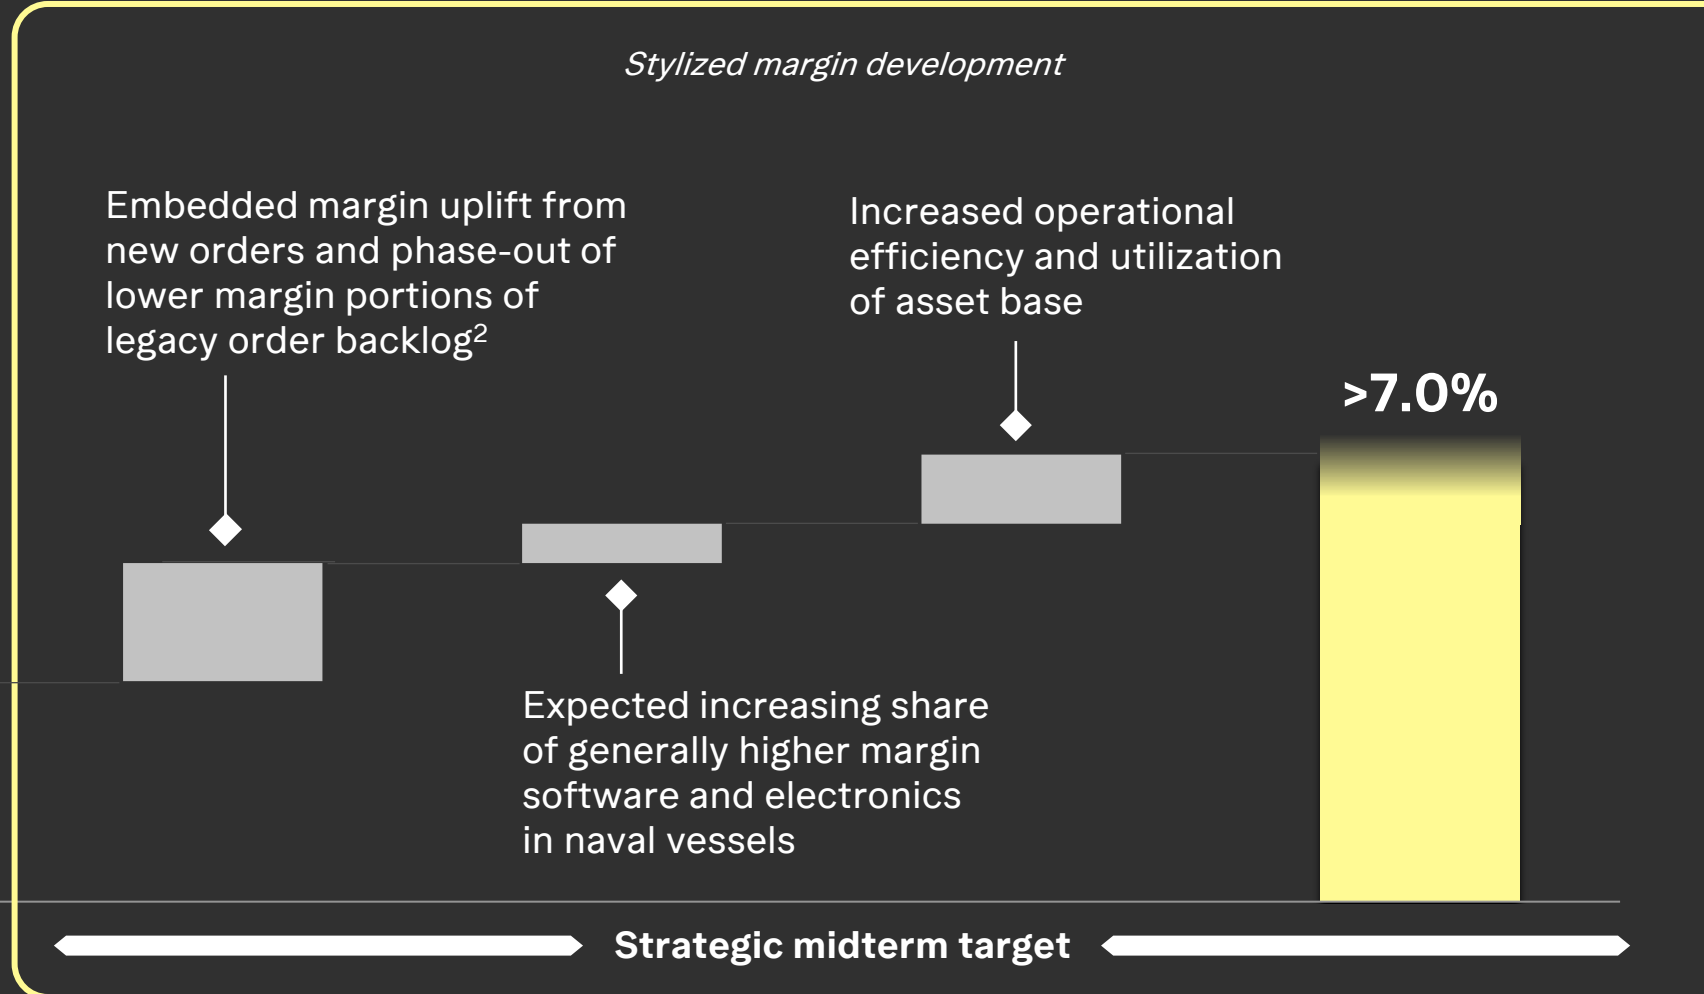 Stylized margin development
Embedded margin uplift from
new orders and phase-out of
lower margin portions of
legacy order backlog²
Increased operational
efficiency and utilization
of asset base
>7.0%
Expected increasing share
of generally higher margin
software and electronics
in naval vessels
Strategic midterm target